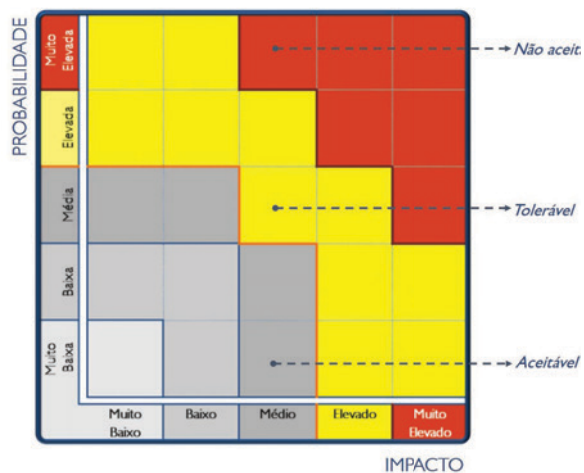 PROBABILIDADE
Muito
Elevada
Elevada
Média
Baixa
Muito
Baixa
Não aceit
Tolerável
Aceitável
Muito
Baixo
Baixo
Médio
Elevado
Muito
Elevado
IMPACTO